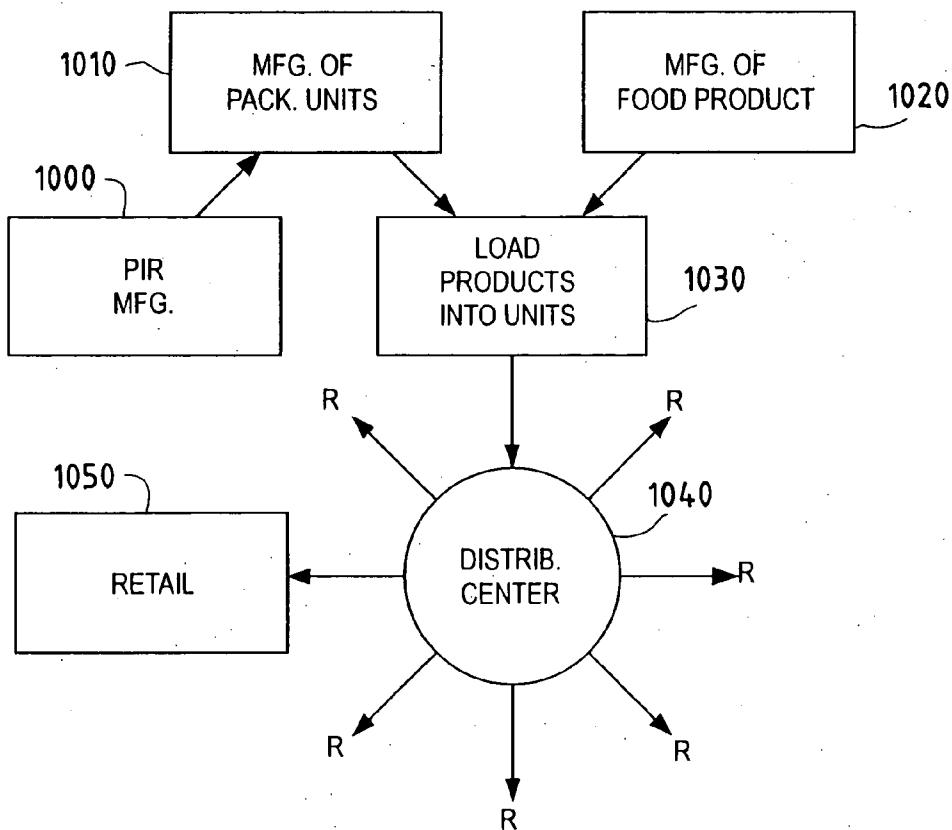 1010
MFG. OF
PACK. UNITS
MFG. OF
FOOD PRODUCT
1020
1000
PIR
MFG.
LOAD
PRODUCTS
INTO UNITS
1030
R
R
1050
RETAIL
1040
DISTRIB.
CENTER
R
R
R
R